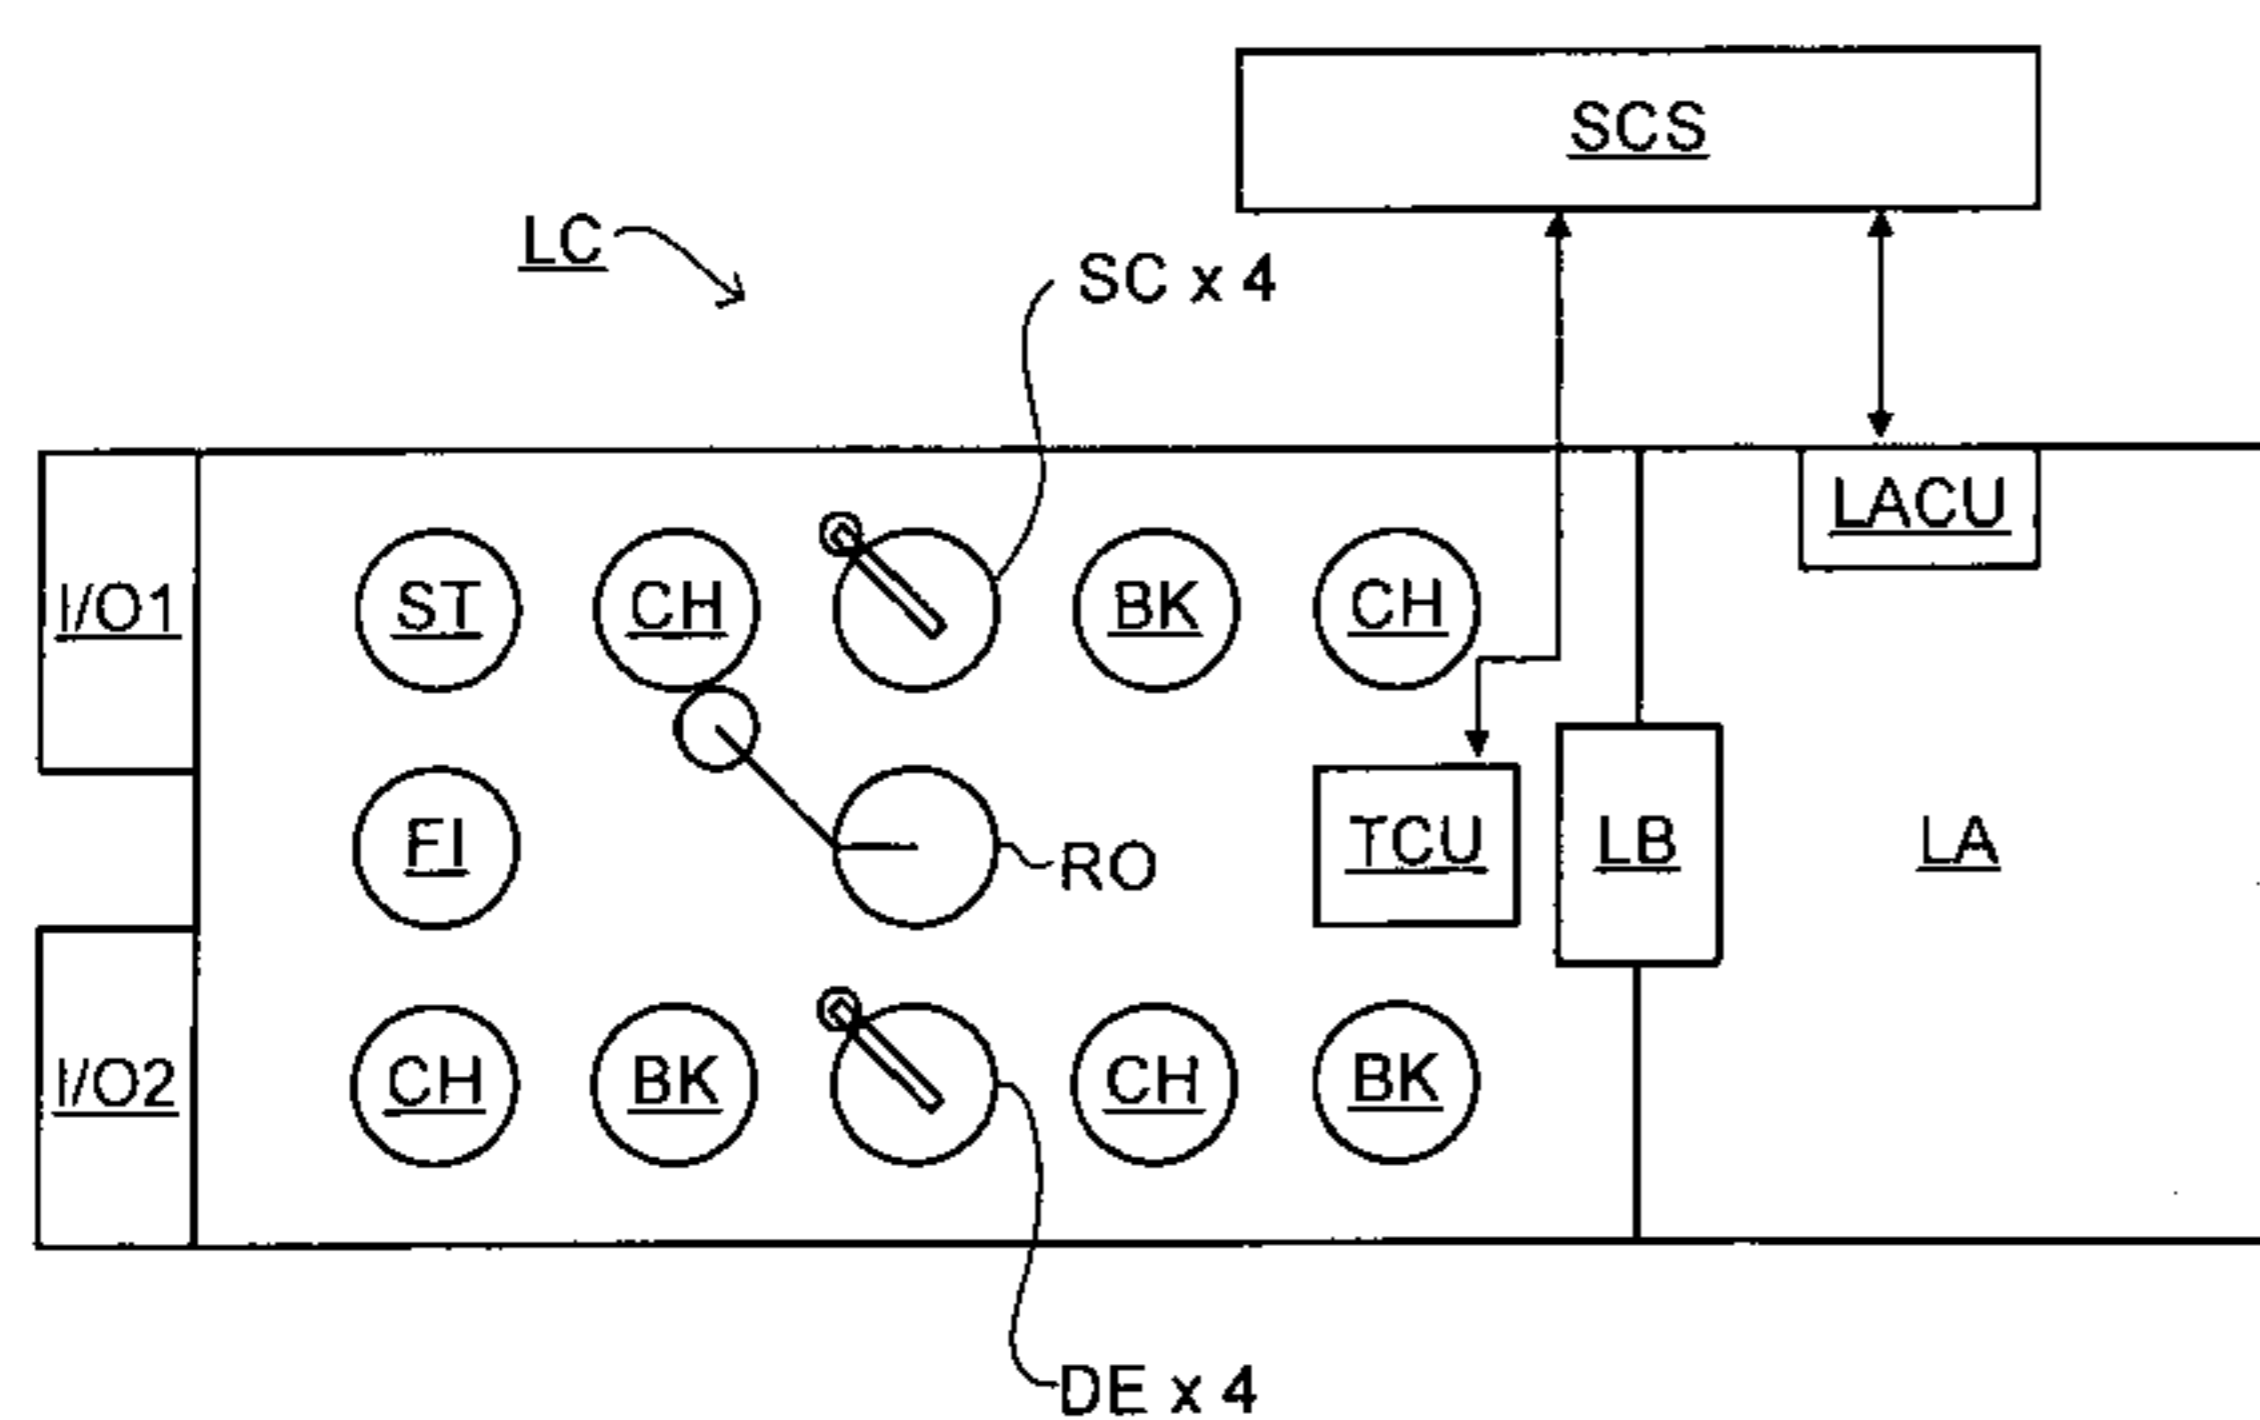 SCS
LC
SC x 4
LACU
I/O1
ST
CH
BK
CH
FI
RO
TCU
LB
LA
I/O2
CH
BK
CH
BK
DE x 4